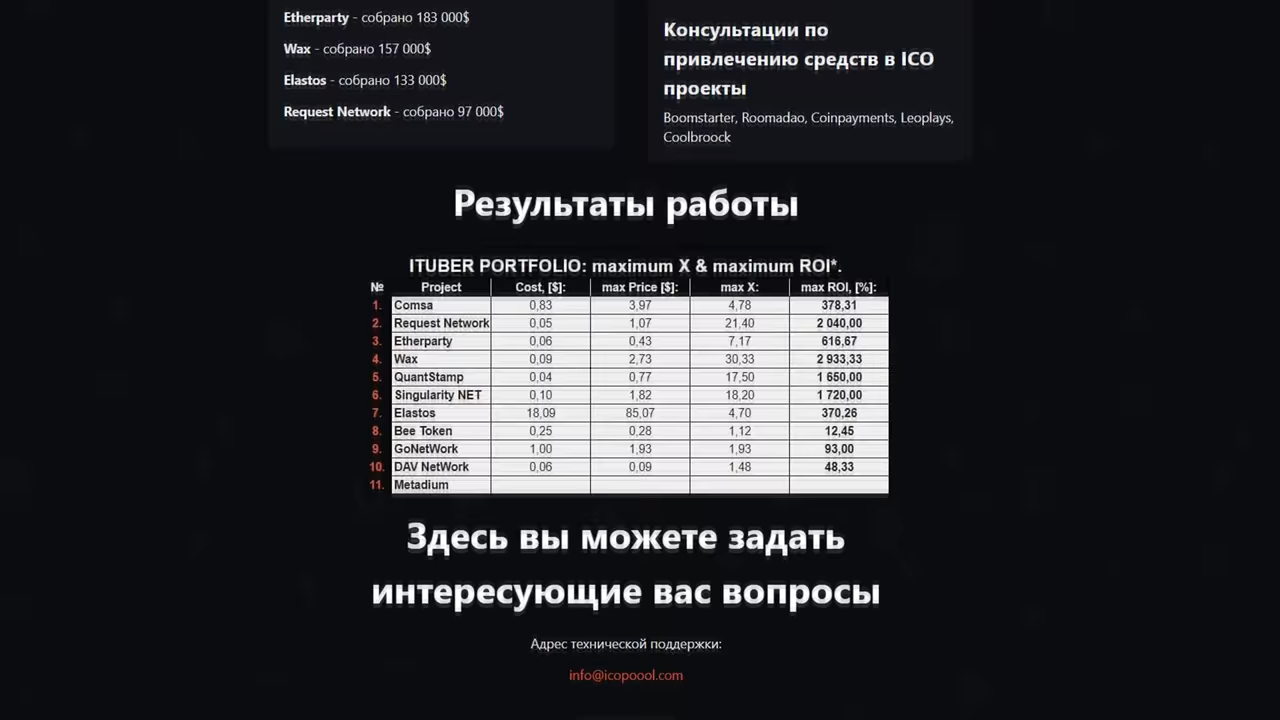 Etherparty - собрано 183 000$
Wax - собрано 157 000$
Elastos - собрано 133 000$
Request Network - собрано 97 000$
Консультации по
привлечению средств в ICO
проекты
Boomstarter, Roomadao, Coinpayments, Leoplays,
Coolbroock
Результаты работы
ITUBER PORTFOLIO: maximum X & maximum ROI*.
№ Project Cost, [$]: max Price [$]: max X: max ROI, [%]:
1. Comsa 0,83 3,97 4,78 378,31
2. Request Network 0,05 1,07 21,40 2 040,00
3. Etherparty 0,06 0,43 7,17 616,67
4. Wax 0,09 2,73 30,33 2 933,33
5. QuantStamp 0,04 0,77 17,50 1 650,00
6. Singularity NET 0,10 1,82 18,20 1 720,00
7. Elastos 18,09 85,07 4,70 370,26
8. Bee Token 0,25 0,28 1,12 12,45
9. GoNetWork 1,00 1,93 1,93 93,00
10. DAV NetWork 0,06 0,09 1,48 48,33
11. Metadium
Здесь вы можете задать
интересующие вас вопросы
Адрес технической поддержки:
info@icopoool.com